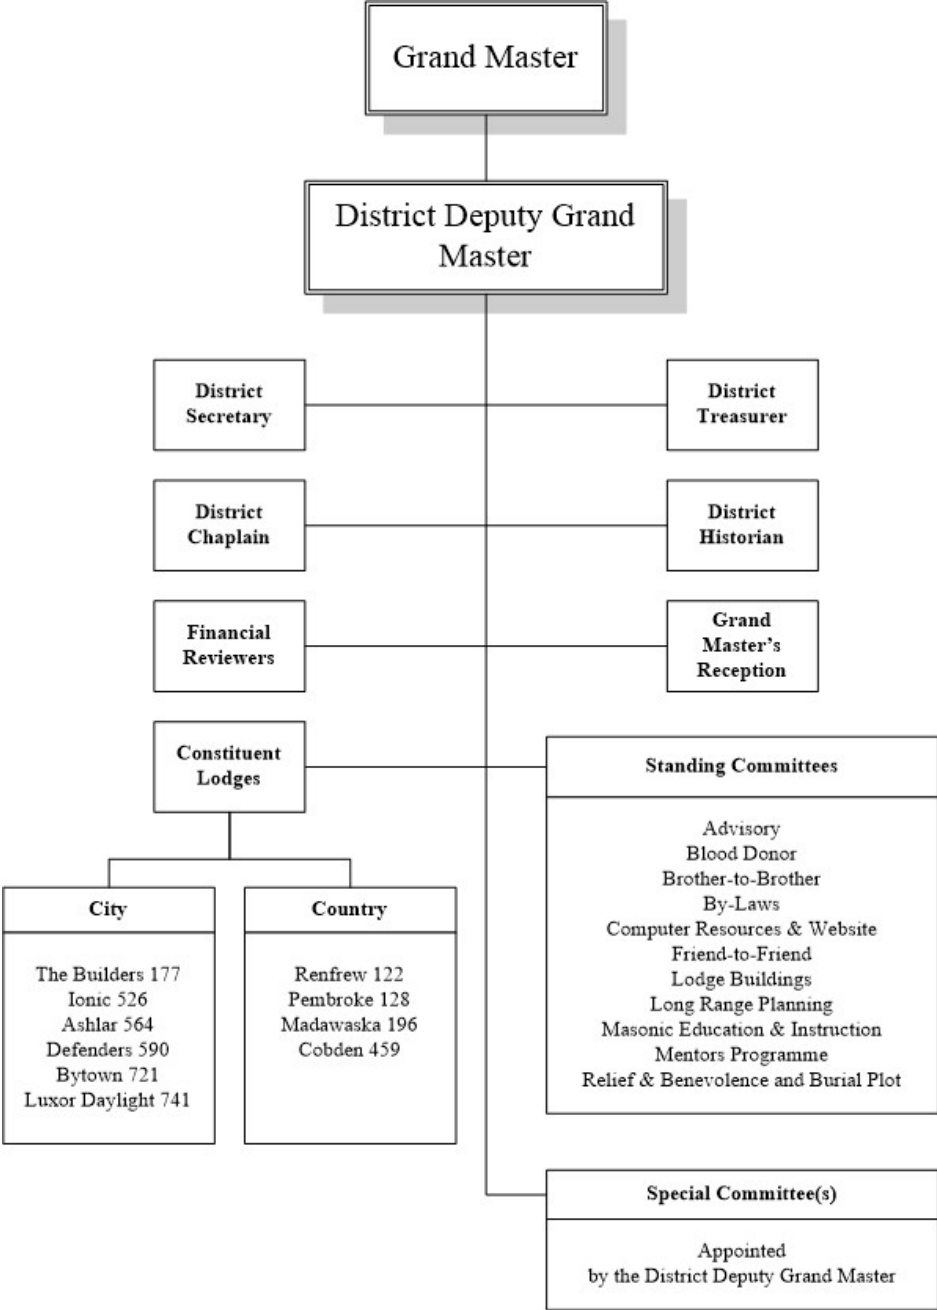 Grand Master
District Deputy Grand
Master
District
Secretary
District
Treasurer
District
Chaplain
District
Historian
Financial
Reviewers
Grand
Master’s
Reception
Constituent
Lodges
Standing Committees
Advisory
Blood Donor
Brother-to-Brother
By-Laws
Computer Resources & Website
Friend-to-Friend
Lodge Buildings
Long Range Planning
Masonic Education & Instruction
Mentors Programme
Relief & Benevolence and Burial Plot
City
The Builders 177
Ionic 526
Ashlar 564
Defenders 590
Bytown 721
Luxor Daylight 741
Country
Renfrew 122
Pembroke 128
Madawaska 196
Cobden 459
Special Committee(s)
Appointed
by the District Deputy Grand Master